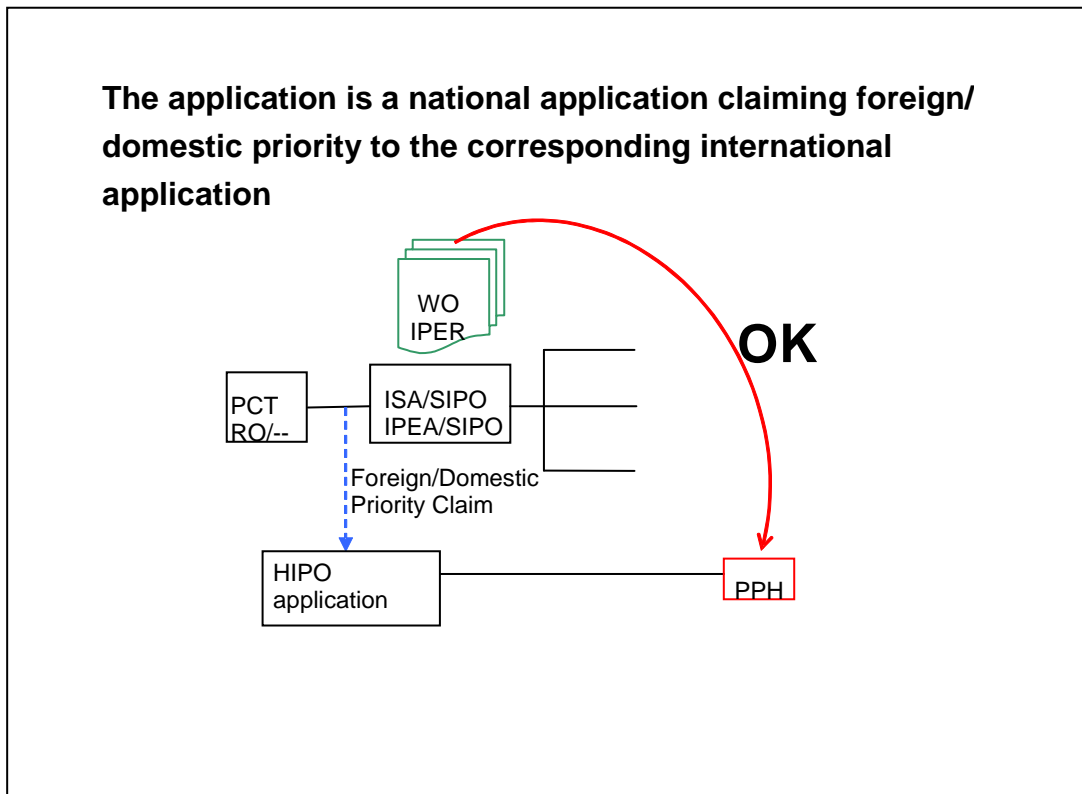 The application is a national application claiming foreign/
domestic priority to the corresponding international
application
WO
IPER
OK
PCT
RO/--
ISA/SIPO
IPEA/SIPO
Foreign/Domestic
Priority Claim
HIPO
application
PPH